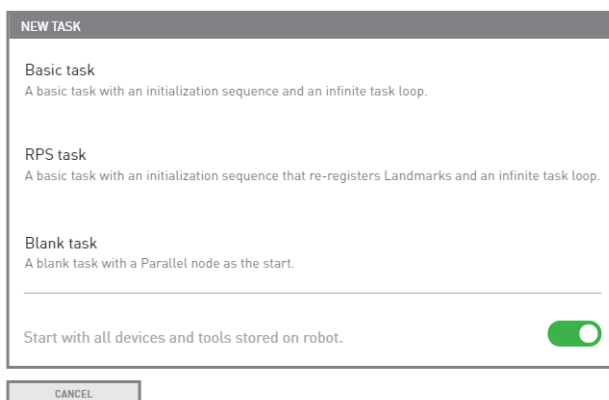 NEW TASK
Basic task
A basic task with an initialization sequence and an infinite task loop.
RPS task
A basic task with an initialization sequence that re-registers Landmarks and an infinite task loop.
Blank task
A blank task with a Parallel node as the start.
Start with all devices and tools stored on robot.
CANCEL